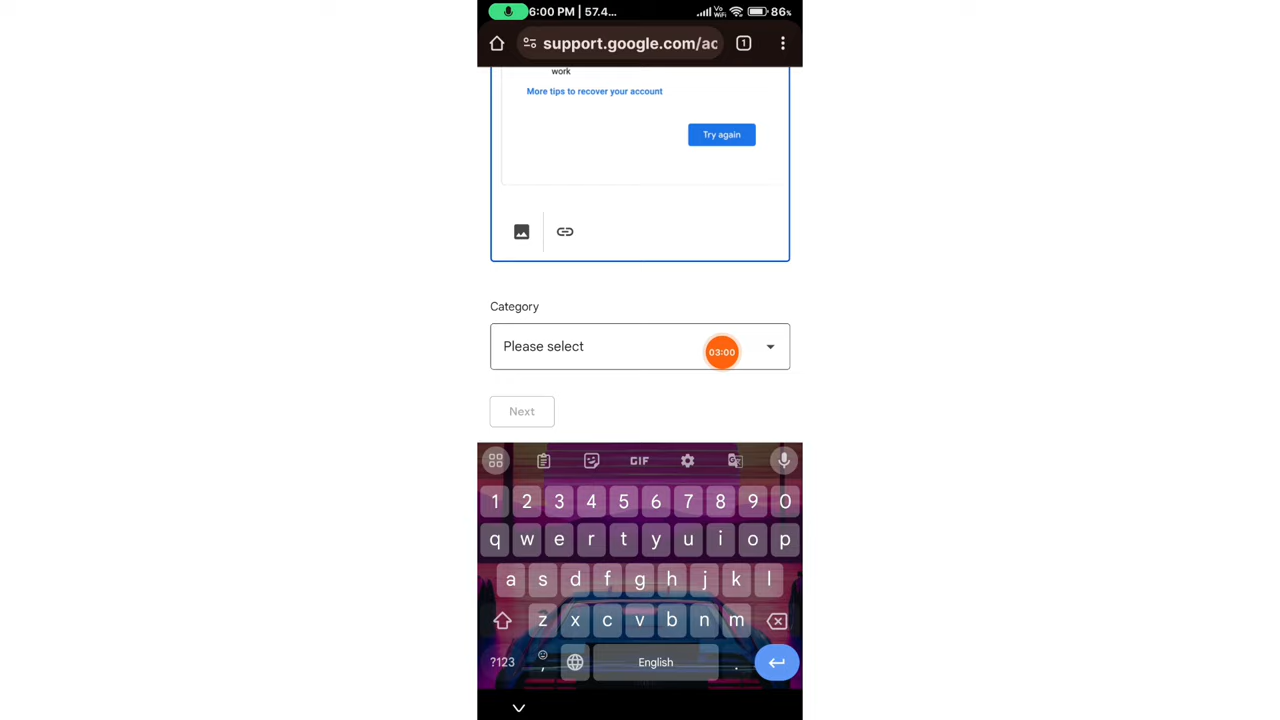 6:00 PM | 57.4... Vo WiFi 86%
support.google.com/ac 1
work
More tips to recover your account
Try again
Category
Please select 03:00
Next
GIF
1 2 3 4 5 6 7 8 9 0
q w e r t y u i o p
a s d f g h j k l
z x c v b n m
?123 , English .